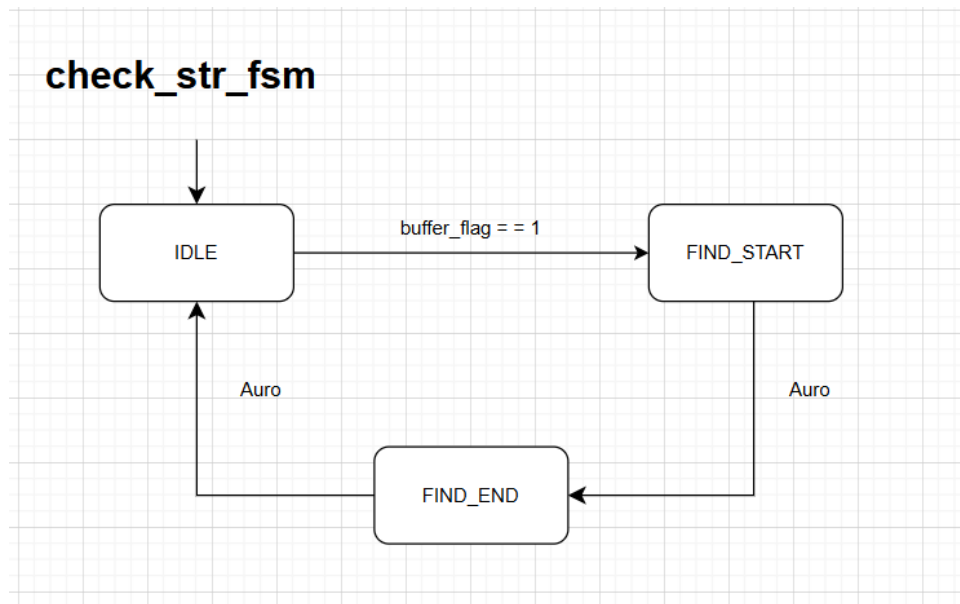 check_str_fsm
buffer_flag = = 1
IDLE
FIND_START
Auro
Auro
FIND_END